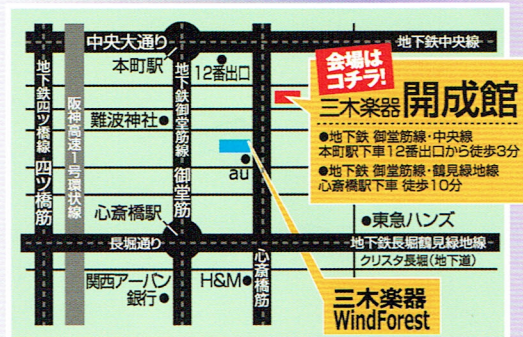 中央大通り
地下鉄中央線
本町駅
12番出口
会場は
コチラ!
三木楽器 開成館
●地下鉄 御堂筋線・中央線
本町駅下車12番出口から徒歩3分
●地下鉄 御堂筋線・鶴見緑地線
心斎橋駅下車 徒歩10分
地下鉄四ツ橋線 四ツ橋筋
阪神高速1号環状線
地下鉄御堂筋線 御堂筋
難波神社●
au
心斎橋駅
●東急ハンズ
長堀通り
地下鉄長堀鶴見緑地線
クリスタ長堀(地下道)
関西アーバン
銀行●
H&M●
心斎橋筋
三木楽器
WindForest